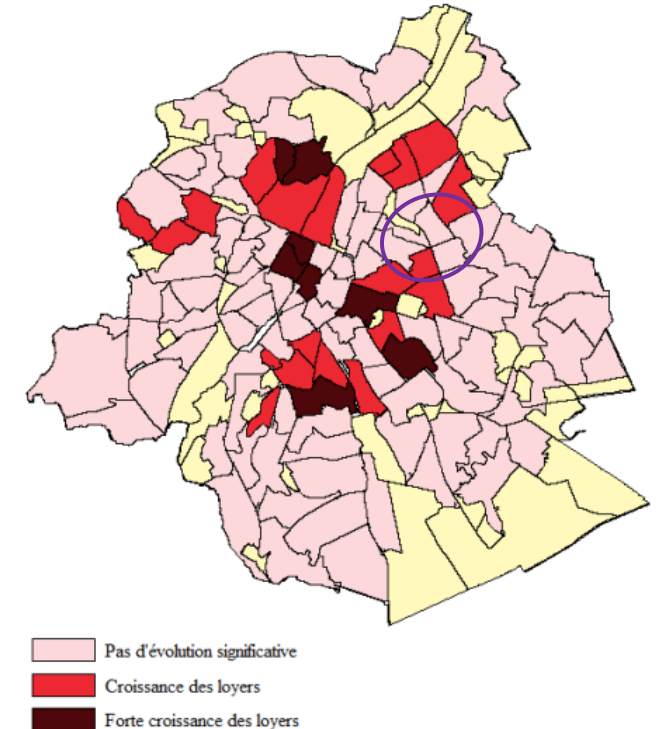 Pas d'évolution significative
Croissance des loyers
Forte croissance des loyers